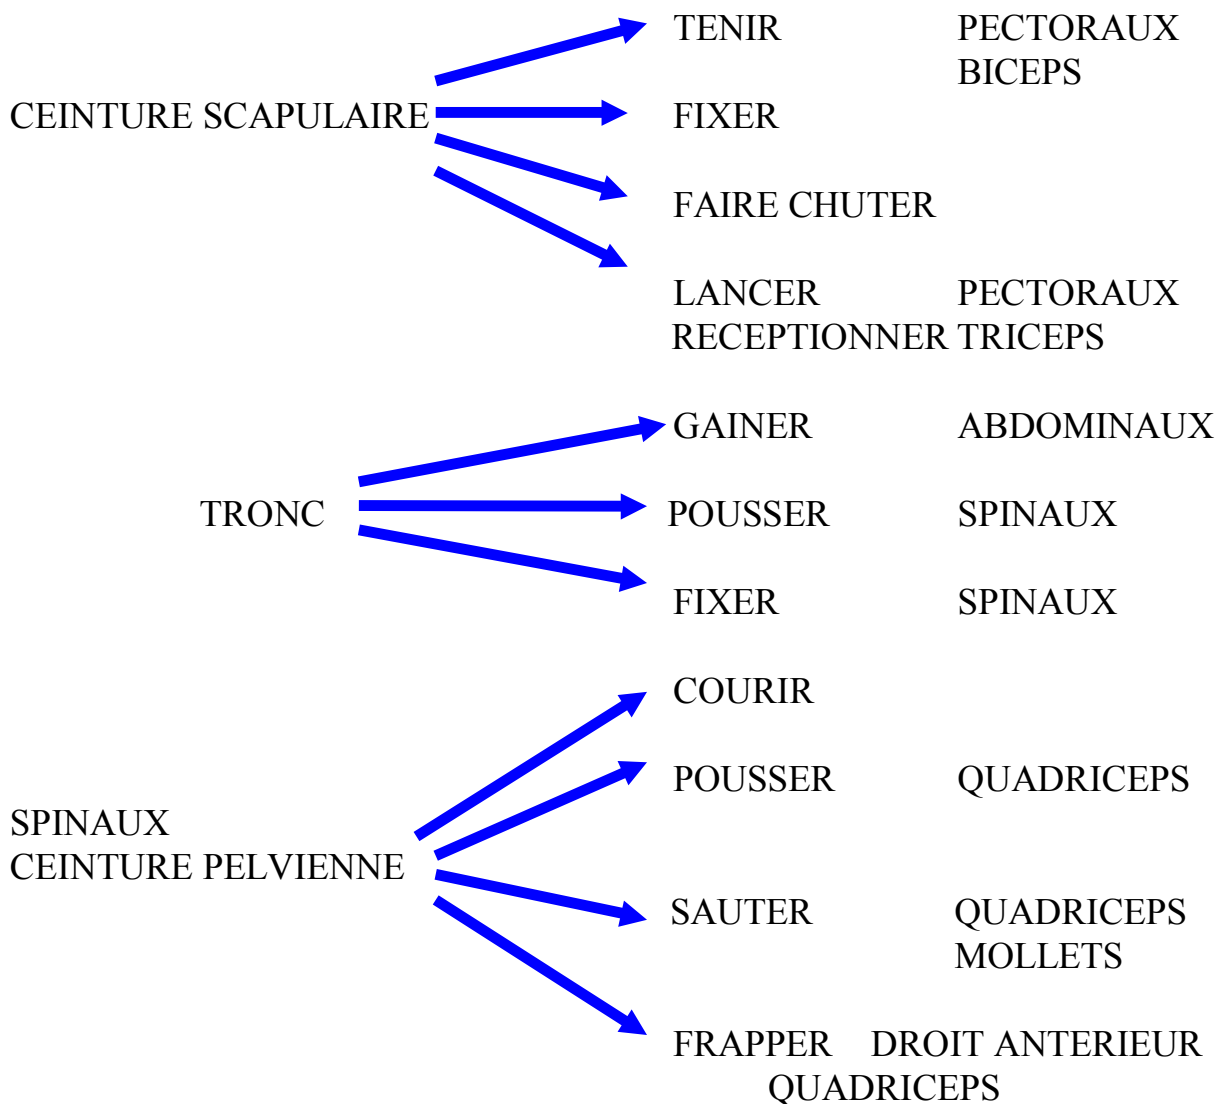 TENIR PECTORAUX
BICEPS
CEINTURE SCAPULAIRE FIXER
FAIRE CHUTER
LANCER PECTORAUX
RECEPTIONNER TRICEPS
GAINER ABDOMINAUX
TRONC POUSSER SPINAUX
FIXER SPINAUX
COURIR
POUSSER QUADRICEPS
SPINAUX
CEINTURE PELVIENNE
SAUTER QUADRICEPS
MOLLETS
FRAPPER DROIT ANTERIEUR
QUADRICEPS